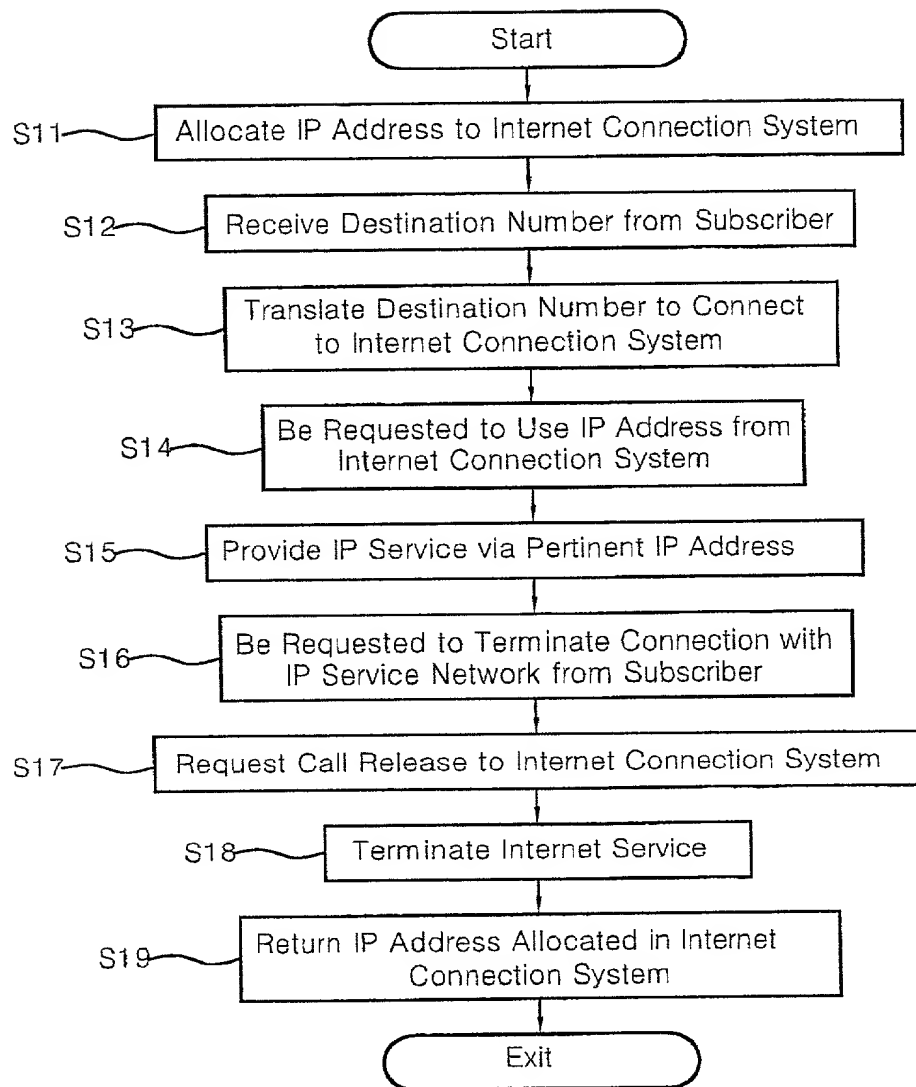 Start
S11
Allocate IP Address to Internet Connection System
S12
Receive Destination Number from Subscriber
S13
Translate Destination Number to Connect
to Internet Connection System
S14
Be Requested to Use IP Address from
Internet Connection System
S15
Provide IP Service via Pertinent IP Address
S16
Be Requested to Terminate Connection with
IP Service Network from Subscriber
S17
Request Call Release to Internet Connection System
S18
Terminate Internet Service
S19
Return IP Address Allocated in Internet
Connection System
Exit